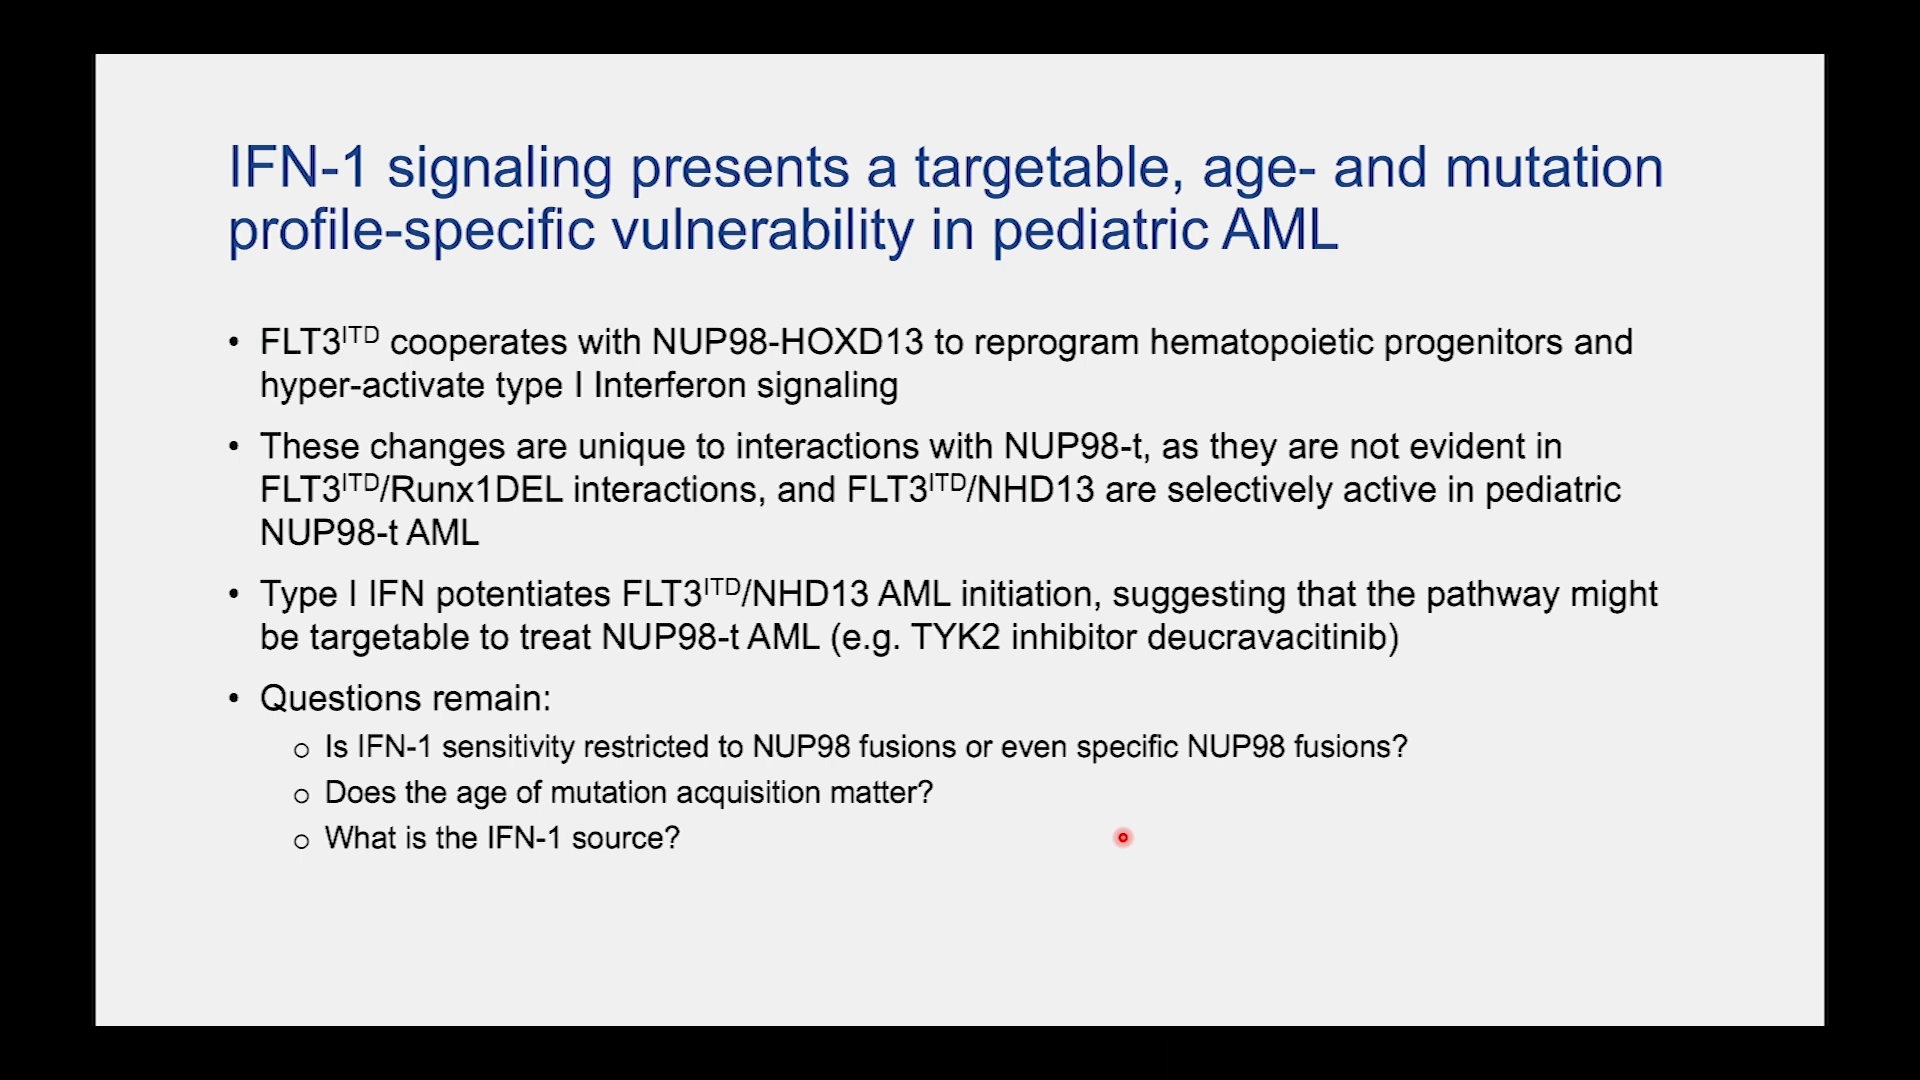 IFN-1 signaling presents a targetable, age- and mutation
profile-specific vulnerability in pediatric AML
• FLT3ITD cooperates with NUP98-HOXD13 to reprogram hematopoietic progenitors and
hyper-activate type I Interferon signaling
• These changes are unique to interactions with NUP98-t, as they are not evident in
FLT3ITD/Runx1DEL interactions, and FLT3ITD/NHD13 are selectively active in pediatric
NUP98-t AML
• Type I IFN potentiates FLT3ITD/NHD13 AML initiation, suggesting that the pathway might
be targetable to treat NUP98-t AML (e.g. TYK2 inhibitor deucravacitinib)
• Questions remain:
o Is IFN-1 sensitivity restricted to NUP98 fusions or even specific NUP98 fusions?
o Does the age of mutation acquisition matter?
o What is the IFN-1 source?